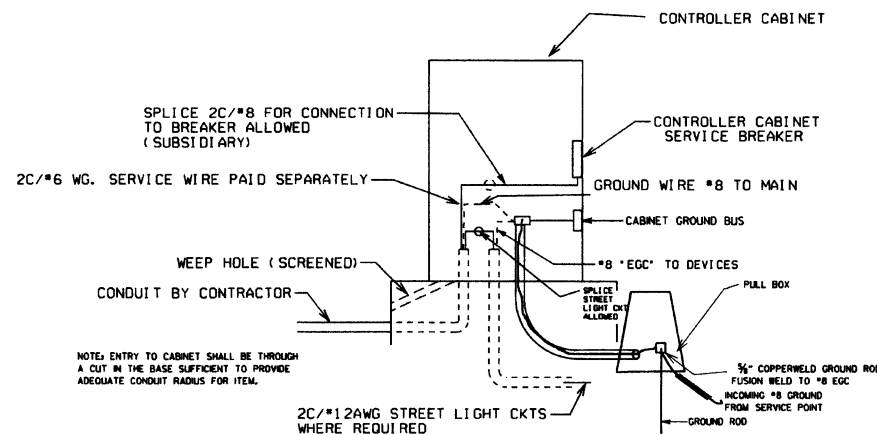 CONTROLLER CABINET
SPLICE 2C/#8 FOR CONNECTION
TO BREAKER ALLOWED
(SUBSIDIARY)
CONTROLLER CABINET
SERVICE BREAKER
2C/#6 WG. SERVICE WIRE PAID SEPARATELY
GROUND WIRE #8 TO MAIN
CABINET GROUND BUS
WEEP HOLE (SCREENED)
#8 "EGC" TO DEVICES
SPLICE
STREET
LIGHT CKT
ALLOWED
PULL BOX
CONDUIT BY CONTRACTOR
NOTE: ENTRY TO CABINET SHALL BE THROUGH
A CUT IN THE BASE SUFFICIENT TO PROVIDE
ADEQUATE CONDUIT RADIUS FOR ITEM.
5/8" COPPERWELD GROUND ROD
FUSION WELD TO #8 EGC
INCOMING #8 GROUND
FROM SERVICE POINT
GROUND ROD
2C/#12AWG STREET LIGHT CKTS
WHERE REQUIRED